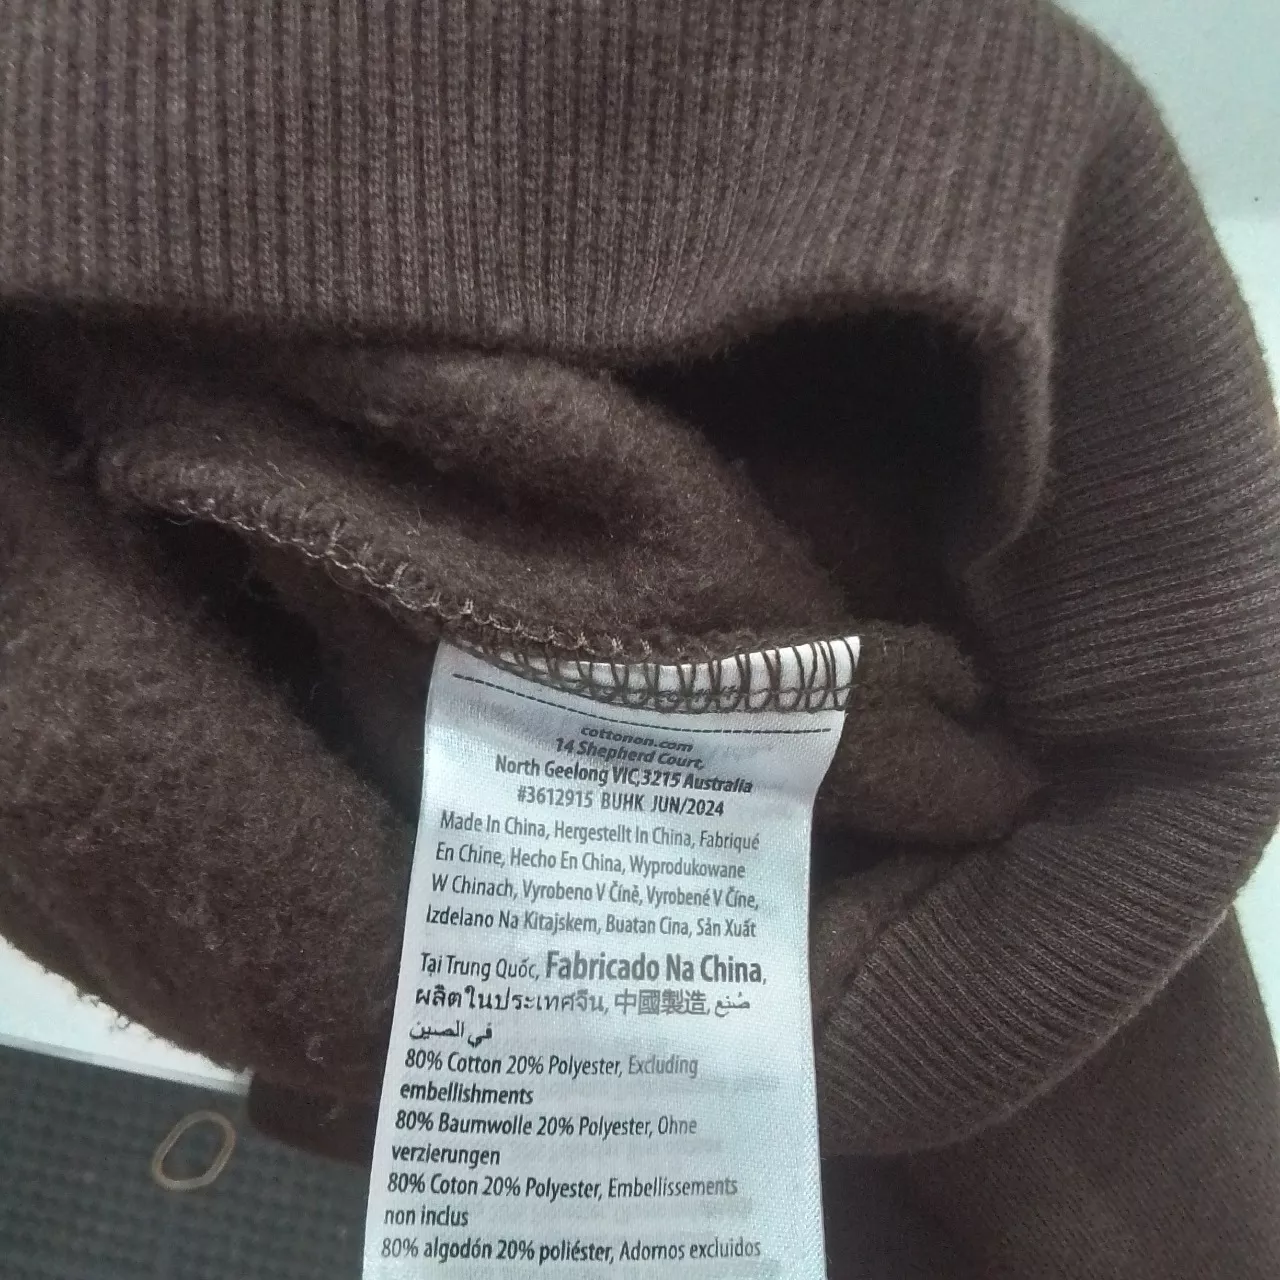 cottonon.com
14 Shepherd Court,
North Geelong VIC,3215 Australia
#3612915 BUHK JUN/2024
Made In China, Hergestellt In China, Fabriqué
En Chine, Hecho En China, Wyprodukowane
W Chinach, Vyrobeno V Číně, Vyrobené V Číne,
Izdelano Na Kitajskem, Buatan Cina, Sản Xuất
Tại Trung Quốc, Fabricado Na China,
ผลิตในประเทศจีน, 中國製造, صُنع
في الصين
80% Cotton 20% Polyester, Excluding
embellishments
80% Baumwolle 20% Polyester, Ohne
verzierungen
80% Coton 20% Polyester, Embellissements
non inclus
80% algodón 20% poliéster, Adornos excluidos